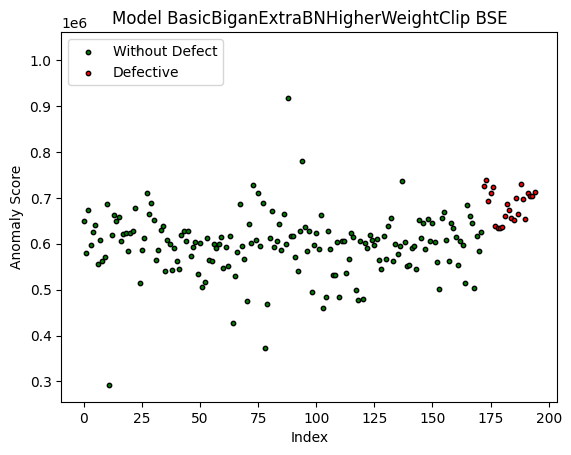 Model BasicBiganExtraBNHigherWeightClip BSE
1e6
Without Defect
Defective
1.0
0.9
0.8
0.7
0.6
0.5
0.4
0.3
Anomaly Score
0 25 50 75 100 125 150 175 200
Index